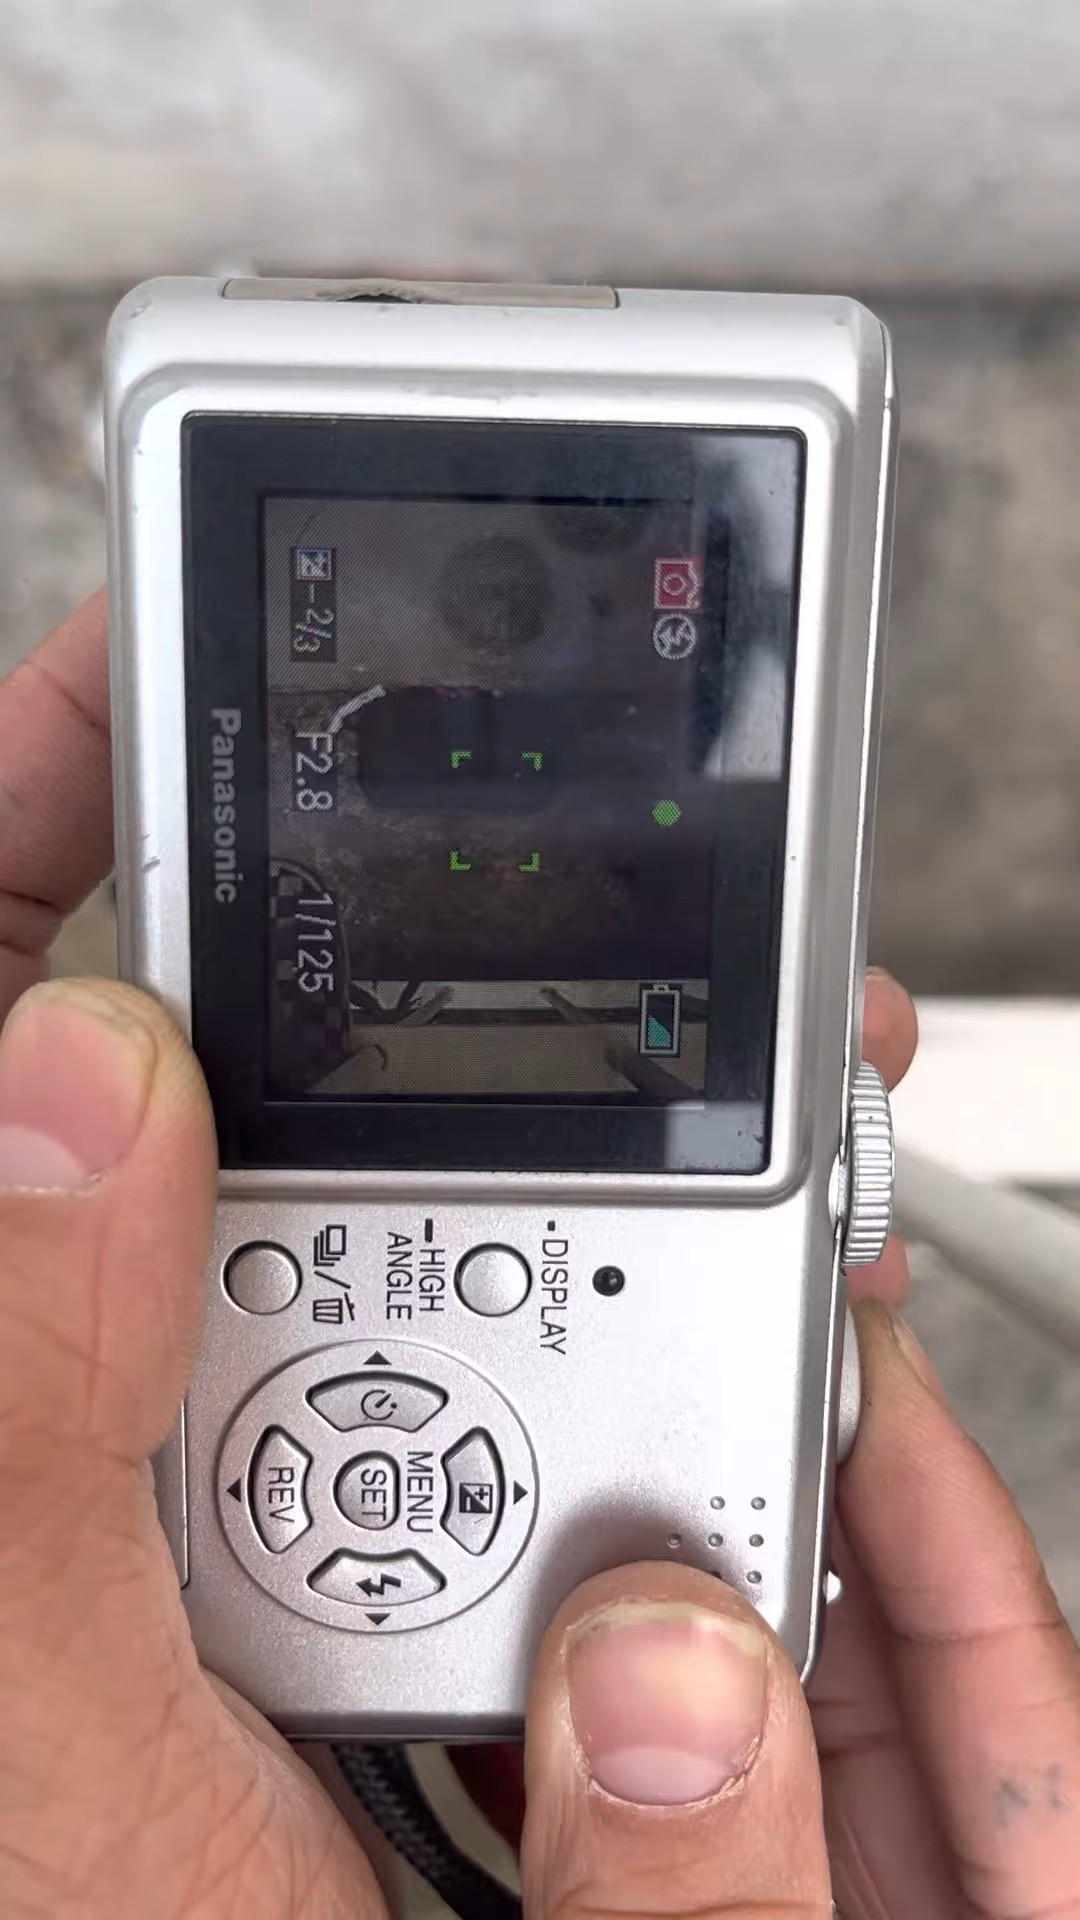 -2/3
F2.8 1/125
Panasonic
•DISPLAY
-HIGH
ANGLE
MENU
SET
REV